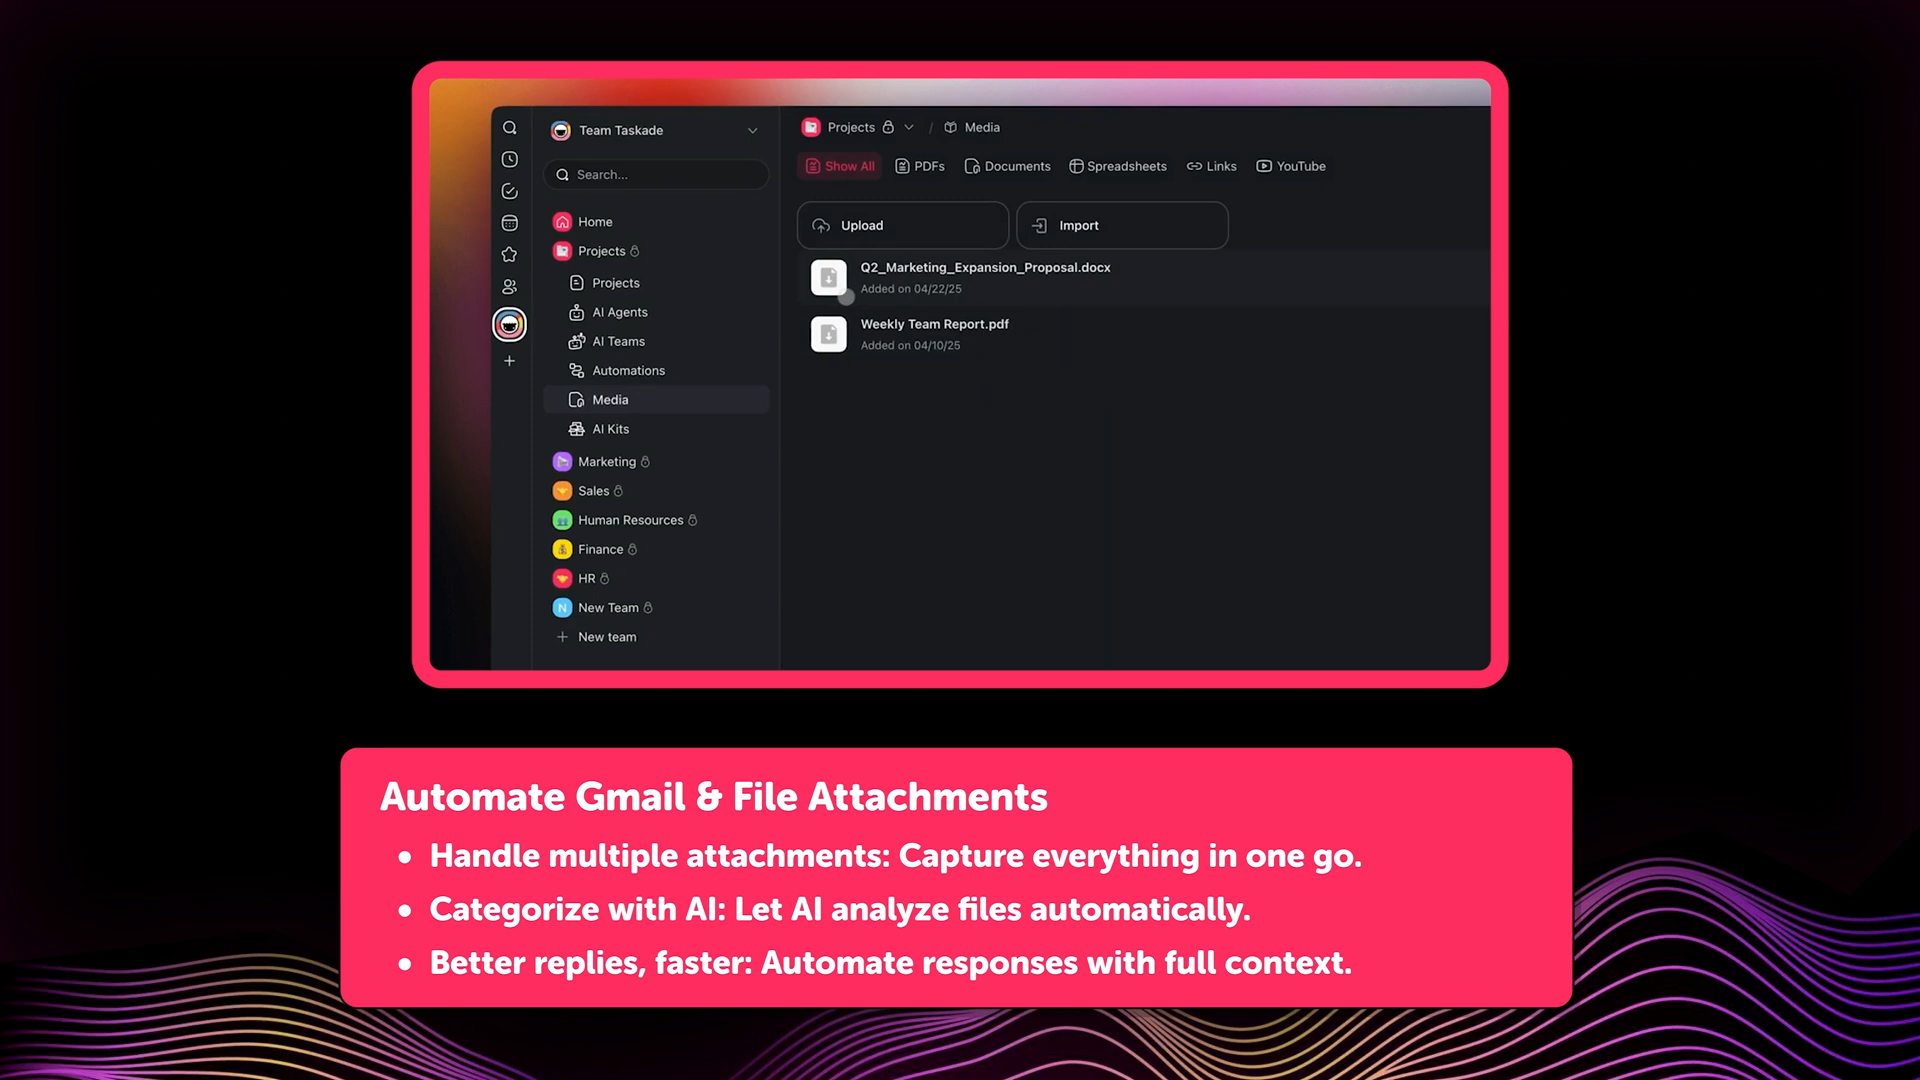 Team Taskade
Search...
Home
Projects
Projects
AI Agents
AI Teams
Automations
Media
AI Kits
Marketing
Sales
Human Resources
Finance
HR
N New Team
New team
Projects / Media
Show All PDFs Documents Spreadsheets Links YouTube
Upload Import
Q2_Marketing_Expansion_Proposal.docx
Added on 04/22/25
Weekly Team Report.pdf
Added on 04/10/25
Automate Gmail & File Attachments
• Handle multiple attachments: Capture everything in one go.
• Categorize with AI: Let AI analyze files automatically.
• Better replies, faster: Automate responses with full context.